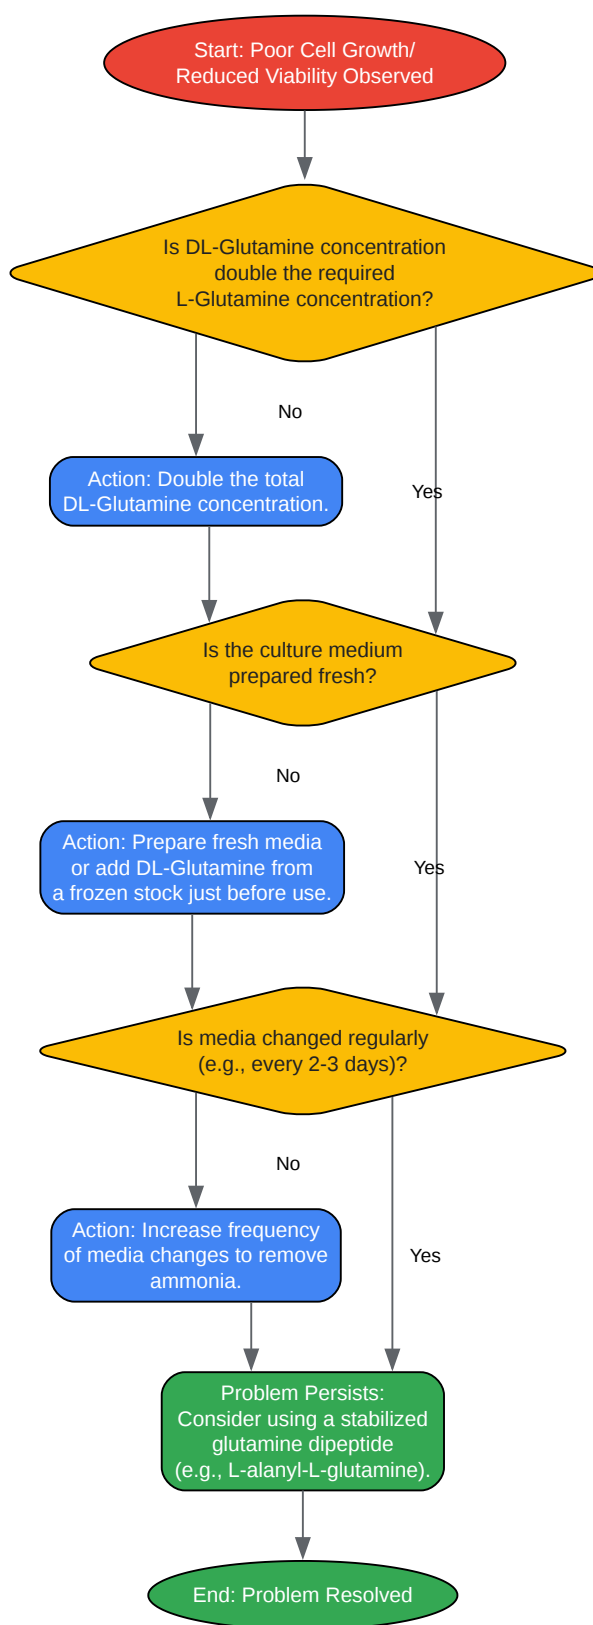 Start: Poor Cell Growth/
Reduced Viability Observed
Is DL-Glutamine concentration
double the required
L-Glutamine concentration?
No
Action: Double the total
DL-Glutamine concentration.
Yes
Is the culture medium
prepared fresh?
No
Action: Prepare fresh media
or add DL-Glutamine from
a frozen stock just before use.
Yes
Is media changed regularly
(e.g., every 2-3 days)?
No
Action: Increase frequency
of media changes to remove
ammonia.
Yes
Problem Persists:
Consider using a stabilized
glutamine dipeptide
(e.g., L-alanyl-L-glutamine).
End: Problem Resolved